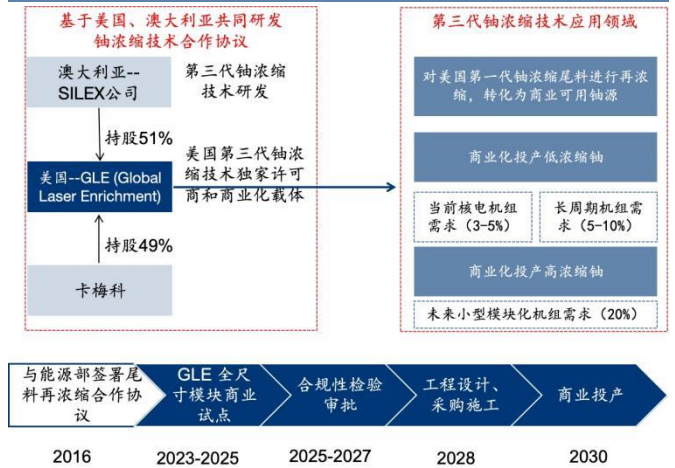 基于美国、澳大利亚共同研发
铀浓缩技术合作协议
澳大利亚--
SILEX公司
第三代铀浓缩
技术研发
持股51%
美国--GLE (Global
Laser Enrichment)
美国第三代铀浓
缩技术独家许可
商和商业化载体
持股49%
卡梅科
第三代铀浓缩技术应用领域
对美国第一代铀浓缩尾料进行再浓
缩，转化为商业可用铀源
商业化投产低浓缩铀
当前核电机组
需求（3-5%）
长周期机组需
求（5-10%）
商业化投产高浓缩铀
未来小型模块化机组需求（20%）
与能源部签署尾
料再浓缩合作协
议
GLE 全尺
寸模块商业
试点
合规性检验
审批
工程设计、
采购施工
商业投产
2016
2023-2025
2025-2027
2028
2030